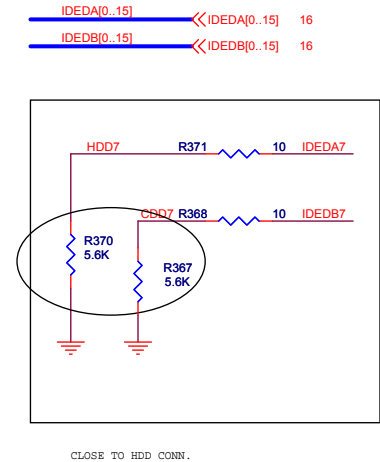 IDEDA[0..15] IDEDA[0..15] 16
IDEDB[0..15] IDEDB[0..15] 16
HDD7 R371 10 IDEDA7
CDD7 R368 10 IDEDB7
R370
5.6K
R367
5.6K
CLOSE TO HDD CONN.